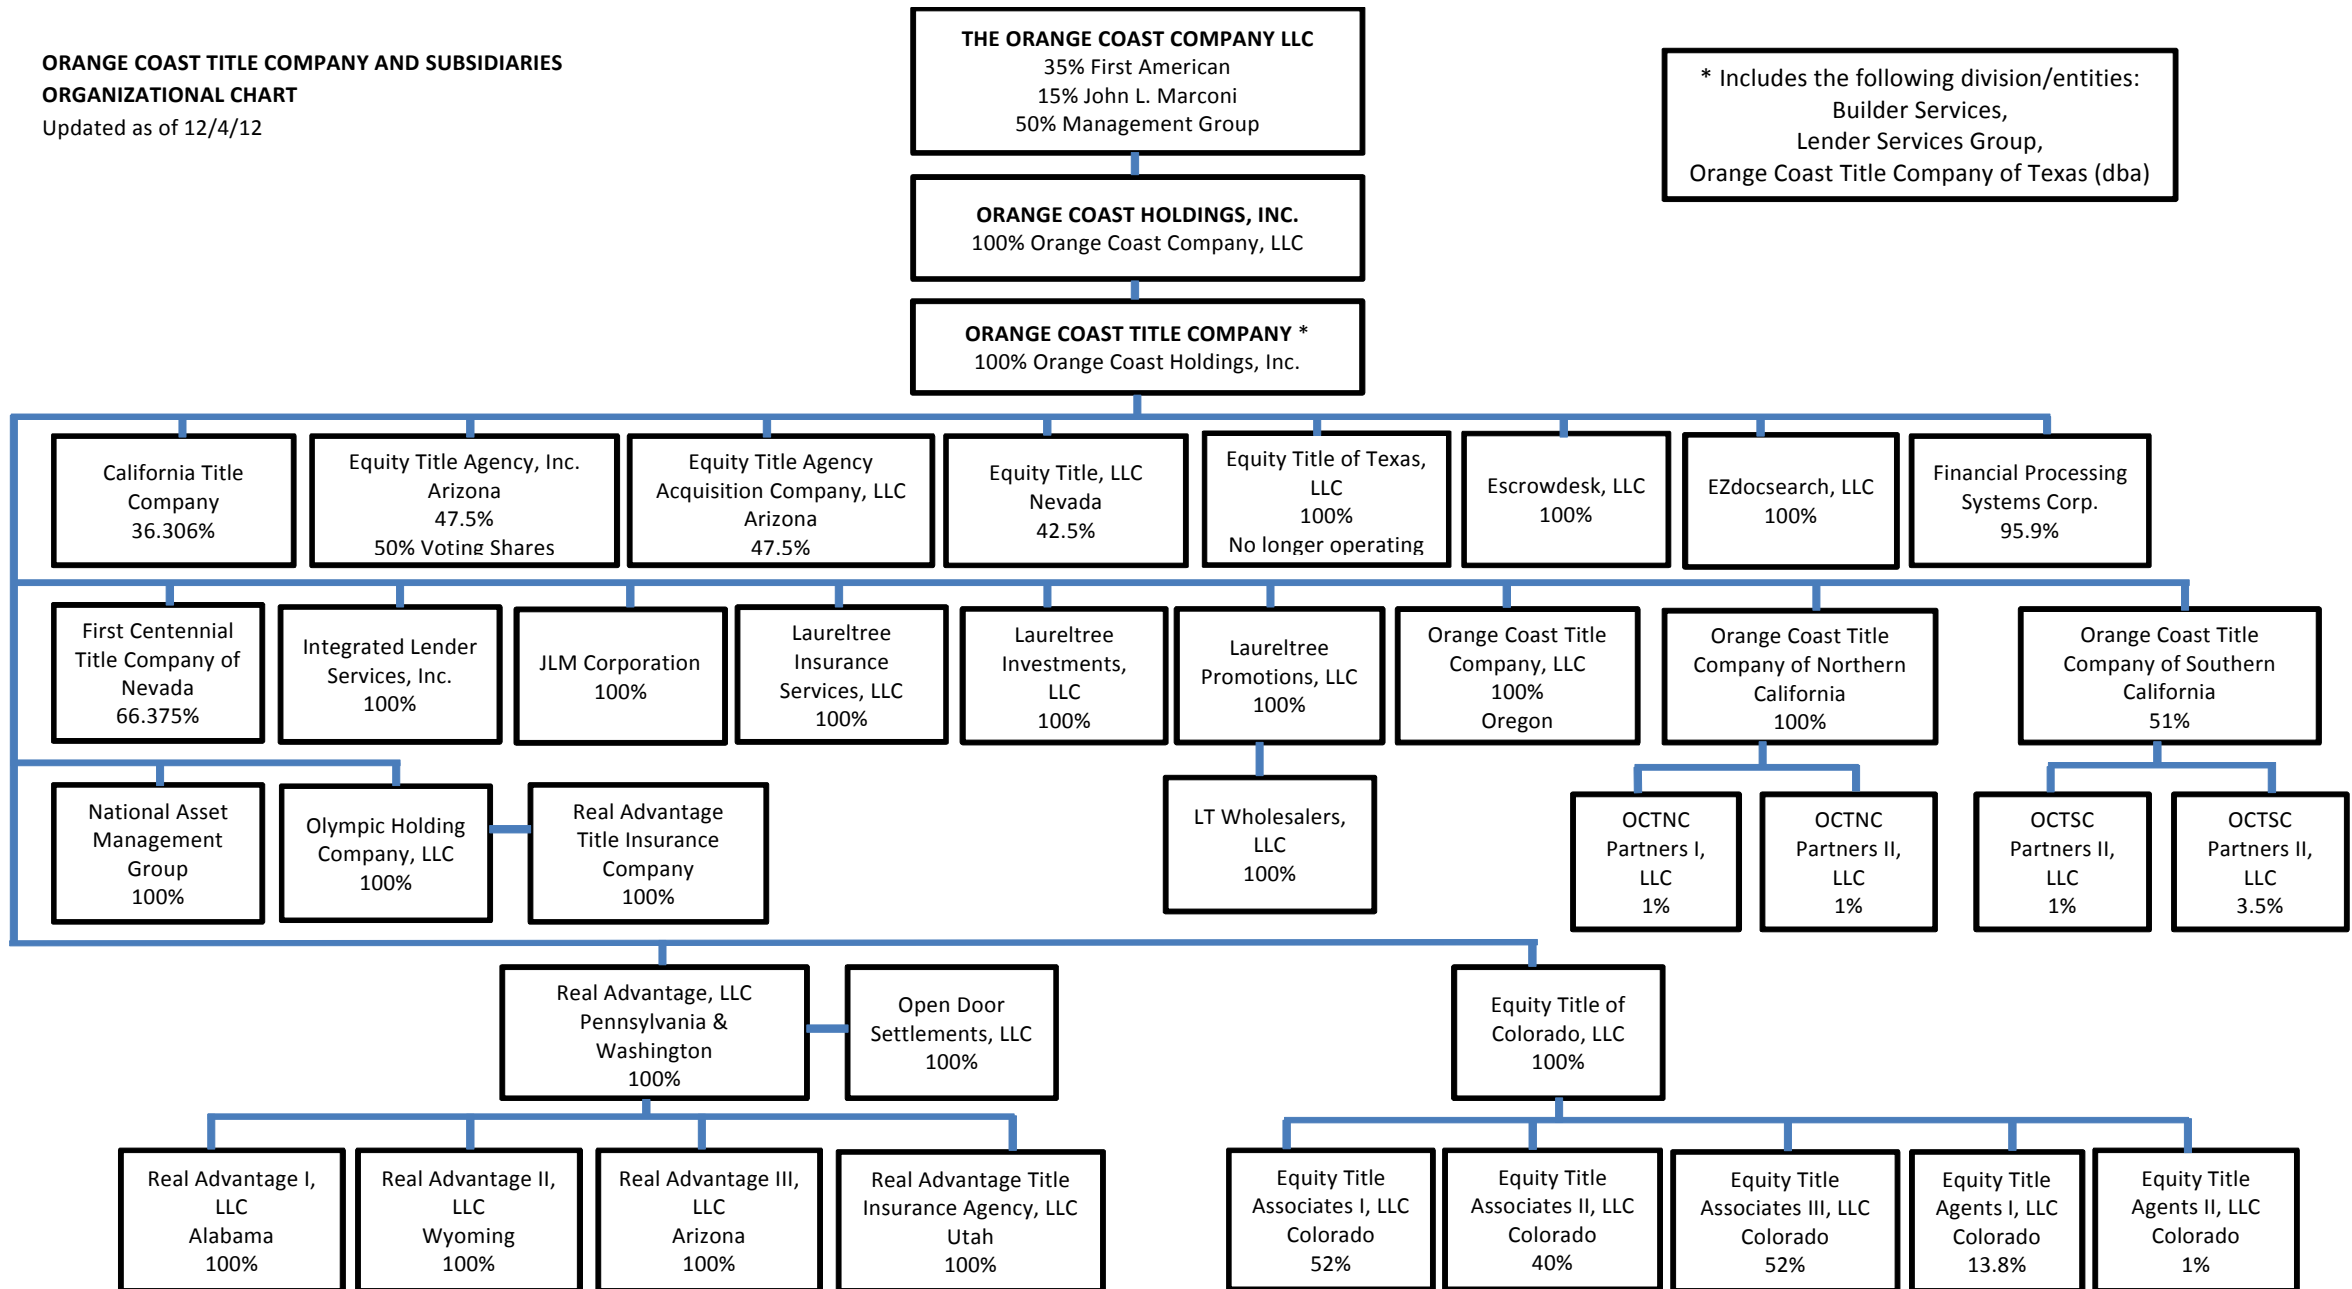 ORANGE COAST TITLE COMPANY AND SUBSIDIARIES
ORGANIZATIONAL CHART
Updated as of 12/4/12
THE ORANGE COAST COMPANY LLC
35% First American
15% John L. Marconi
50% Management Group
* Includes the following division/entities:
Builder Services,
Lender Services Group,
Orange Coast Title Company of Texas (dba)
ORANGE COAST HOLDINGS, INC.
100% Orange Coast Company, LLC
ORANGE COAST TITLE COMPANY *
100% Orange Coast Holdings, Inc.
California Title
Company
36.306%
Equity Title Agency, Inc.
Arizona
47.5%
50% Voting Shares
Equity Title Agency
Acquisition Company, LLC
Arizona
47.5%
Equity Title, LLC
Nevada
42.5%
Equity Title of Texas,
LLC
100%
No longer operating
Escrowdesk, LLC
100%
EZdocsearch, LLC
100%
Financial Processing
Systems Corp.
95.9%
First Centennial
Title Company of
Nevada
66.375%
Integrated Lender
Services, Inc.
100%
JLM Corporation
100%
Laureltree
Insurance
Services, LLC
100%
Laureltree
Investments,
LLC
100%
Laureltree
Promotions, LLC
100%
Orange Coast Title
Company, LLC
100%
Oregon
Orange Coast Title
Company of Northern
California
100%
Orange Coast Title
Company of Southern
California
51%
National Asset
Management
Group
100%
Olympic Holding
Company, LLC
100%
Real Advantage
Title Insurance
Company
100%
LT Wholesalers,
LLC
100%
OCTNC
Partners I,
LLC
1%
OCTNC
Partners II,
LLC
1%
OCTSC
Partners II,
LLC
1%
OCTSC
Partners II,
LLC
3.5%
Real Advantage, LLC
Pennsylvania &
Washington
100%
Open Door
Settlements, LLC
100%
Equity Title of
Colorado, LLC
100%
Real Advantage I,
LLC
Alabama
100%
Real Advantage II,
LLC
Wyoming
100%
Real Advantage III,
LLC
Arizona
100%
Real Advantage Title
Insurance Agency, LLC
Utah
100%
Equity Title
Associates I, LLC
Colorado
52%
Equity Title
Associates II, LLC
Colorado
40%
Equity Title
Associates III, LLC
Colorado
52%
Equity Title
Agents I, LLC
Colorado
13.8%
Equity Title
Agents II, LLC
Colorado
1%